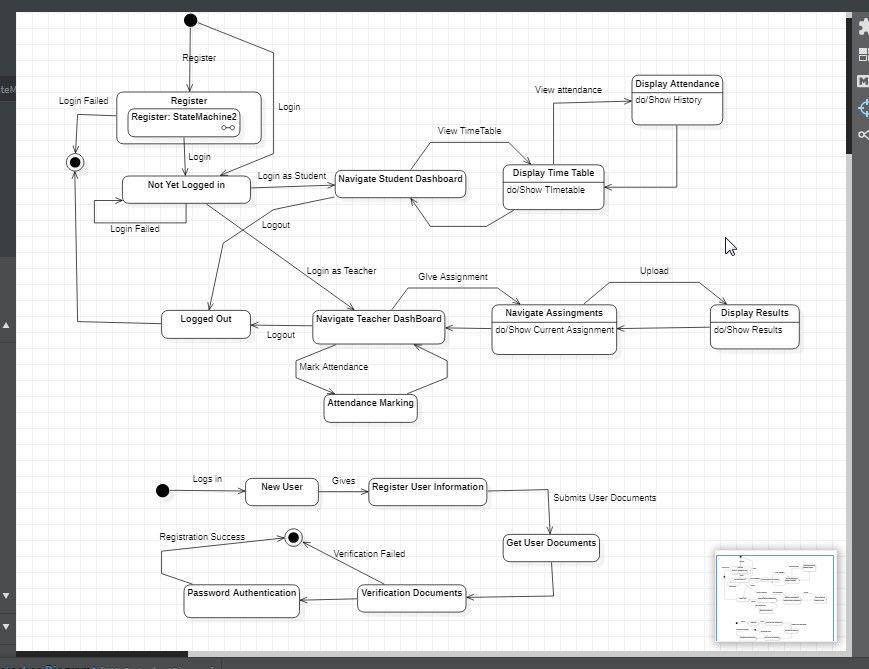 Register
Login Failed
Register
Register: StateMachine2
Login
View attendance
Display Attendance
do/Show History
View TimeTable
Login
Not Yet Logged in
Login as Student
Navigate Student Dashboard
Display Time Table
do/Show TImetable
Login Failed
Logout
Login as Teacher
GIve Assignment
Upload
Logged Out
Logout
Navigate Teacher DashBoard
Navigate Assingments
do/Show Current Assignment
Display Results
do/Show Results
Mark Attendance
Attendance Marking
Logs in
New User
Gives
Register User Information
Submits User Documents
Registration Success
Verification Failed
Get User Documents
Password Authentication
Verification Documents